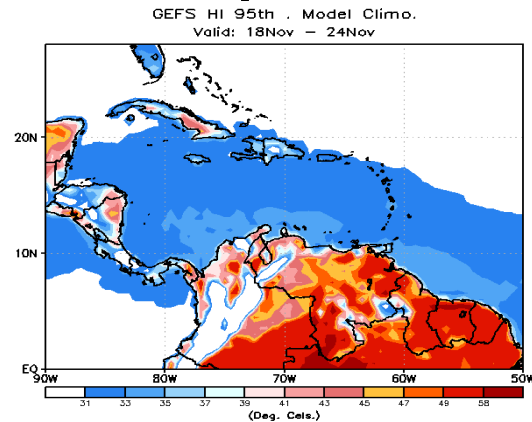 GEFS HI 95th . Model Climo.
Valid: 18Nov – 24Nov
20N
10N
EQ
90W 80W 70W 60W 50W
31 33 35 37 39 41 43 45 47 49 58
(Deg. Cels.)